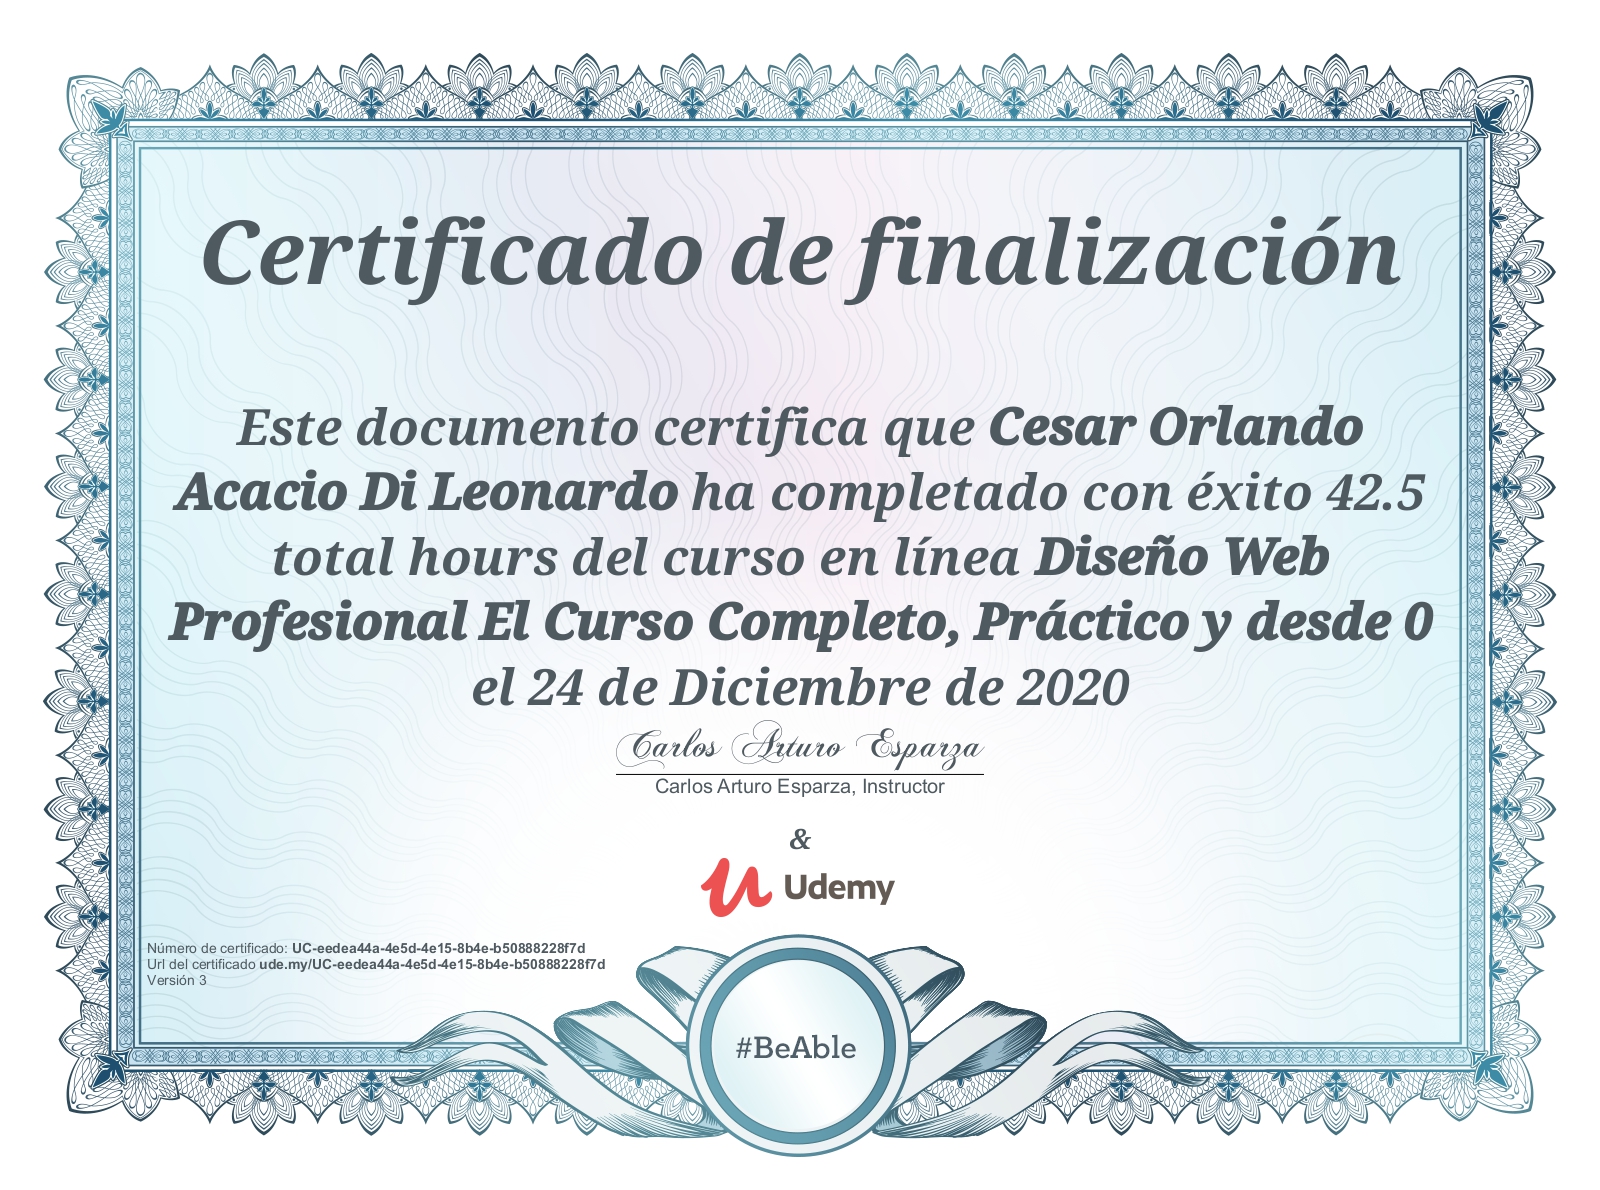 Certificado de finalización
Este documento certifica que Cesar Orlando
Acacio Di Leonardo ha completado con éxito 42.5
total hours del curso en línea Diseño Web
Profesional El Curso Completo, Práctico y desde 0
el 24 de Diciembre de 2020
Carlos Arturo Esparza
Carlos Arturo Esparza, Instructor
&
Udemy
Número de certificado: UC-eedea44a-4e5d-4e15-8b4e-b50888228f7d
Url del certificado ude.my/UC-eedea44a-4e5d-4e15-8b4e-b50888228f7d
Versión 3
#BeAble